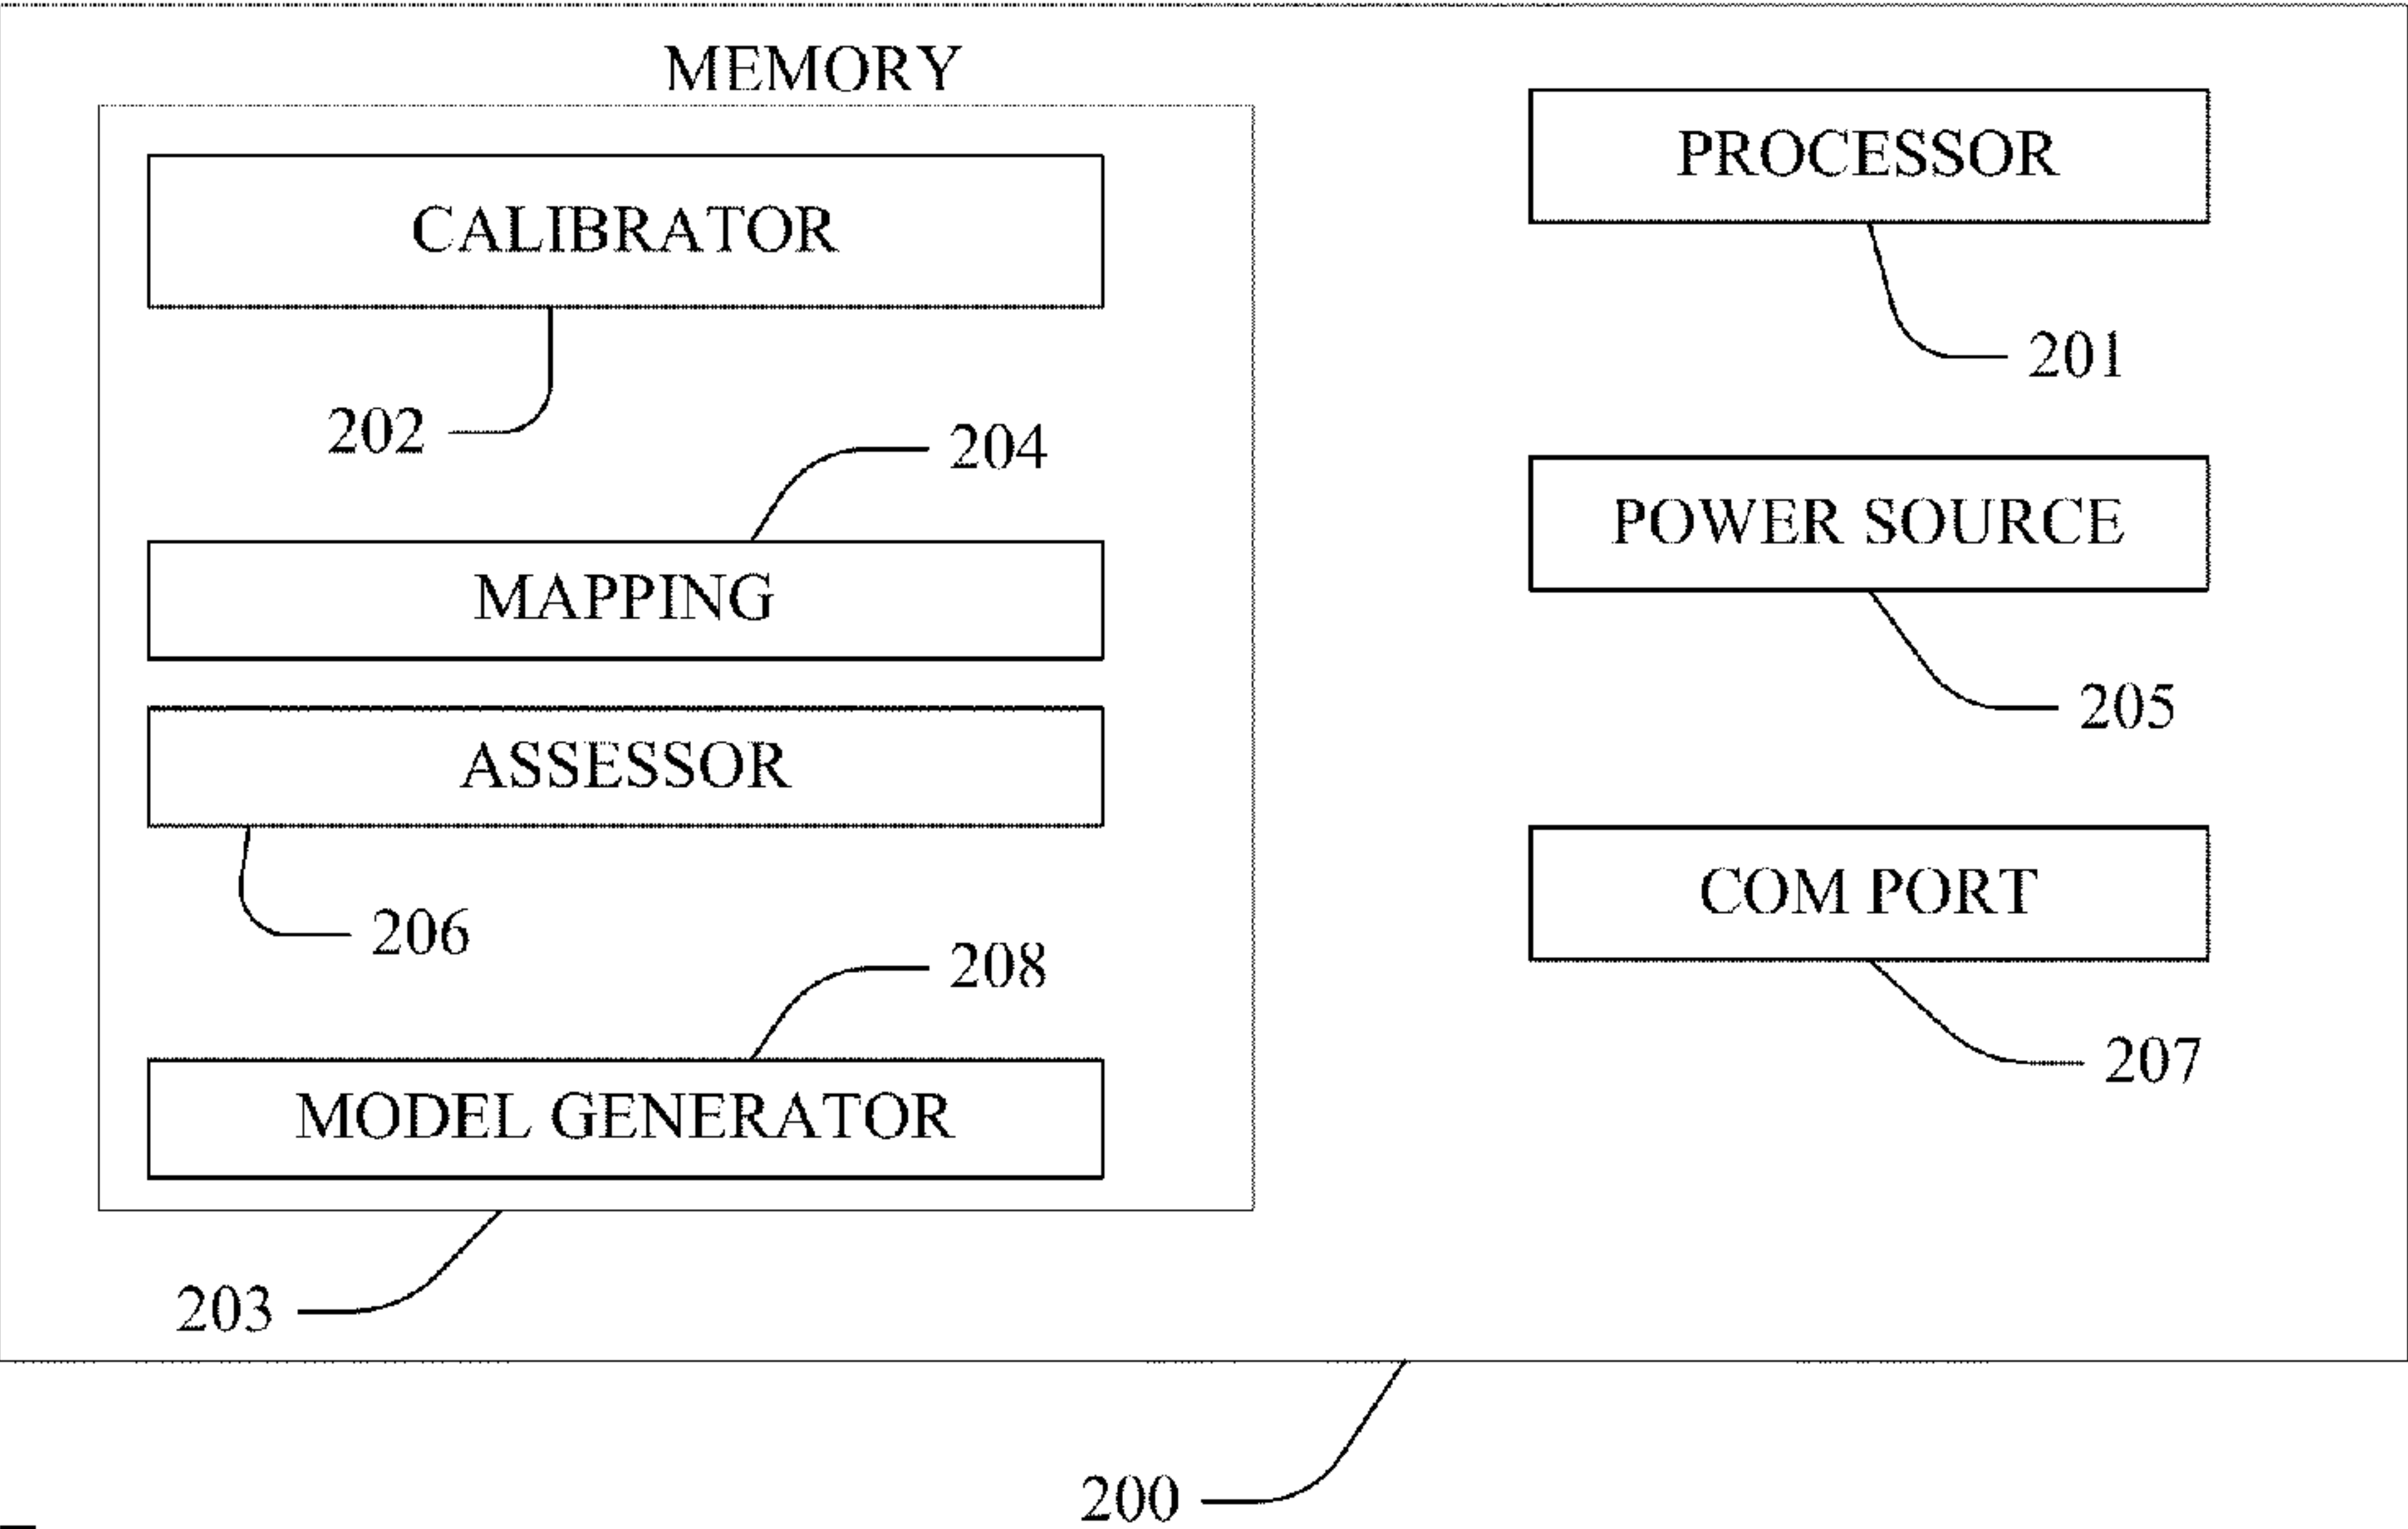 MEMORY
CALIBRATOR
202
204
MAPPING
ASSESSOR
206
208
MODEL GENERATOR
203
PROCESSOR
201
POWER SOURCE
205
COM PORT
207
200